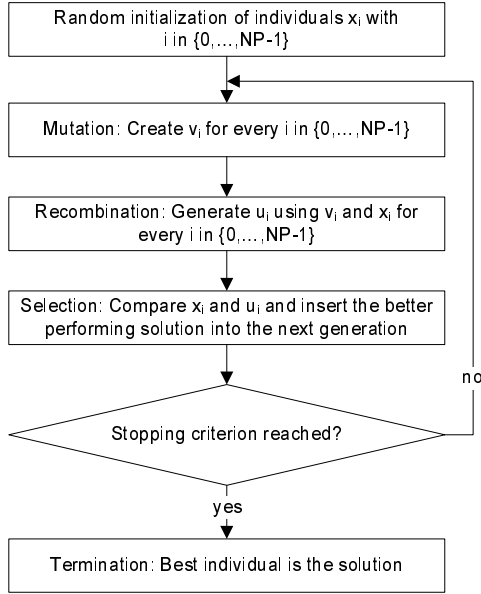 Random initialization of individuals xi with
i in {0,...,NP-1}
Mutation: Create vi for every i in {0,...,NP-1}
Recombination: Generate ui using vi and xi for
every i in {0,...,NP-1}
Selection: Compare xi and ui and insert the better
performing solution into the next generation
no
Stopping criterion reached?
yes
Termination: Best individual is the solution